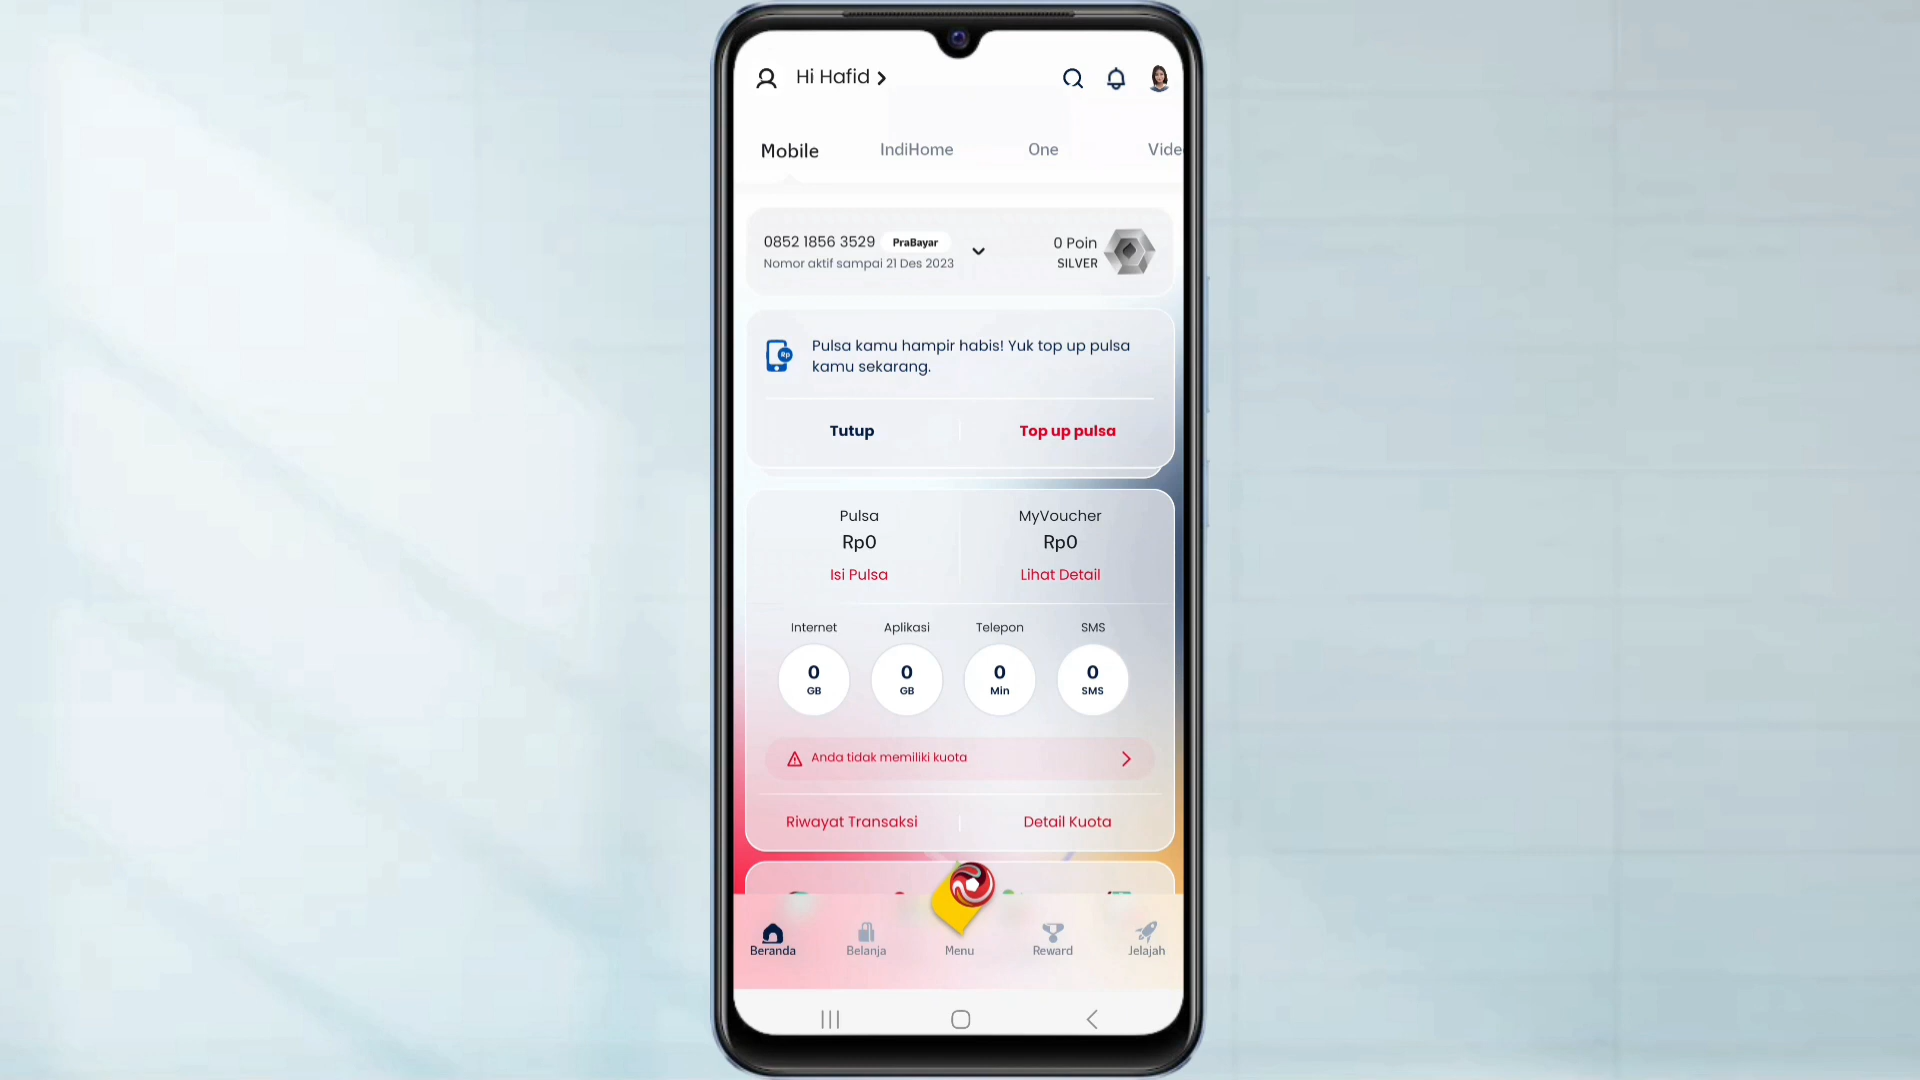 Hi Hafid
Mobile
IndiHome
One
Vide
0852 1856 3529
PraBayar
Nomor aktif sampai 21 Des 2023
0 Poin
SILVER
Pulsa kamu hampir habis! Yuk top up pulsa
kamu sekarang.
Rp
Tutup
Top up pulsa
Pulsa
Rp0
Isi Pulsa
MyVoucher
Rp0
Lihat Detail
Internet
Aplikasi
Telepon
SMS
0
GB
0
GB
0
Min
0
SMS
Anda tidak memiliki kuota
Riwayat Transaksi
Detail Kuota
Beranda
Belanja
Menu
Reward
Jelajah